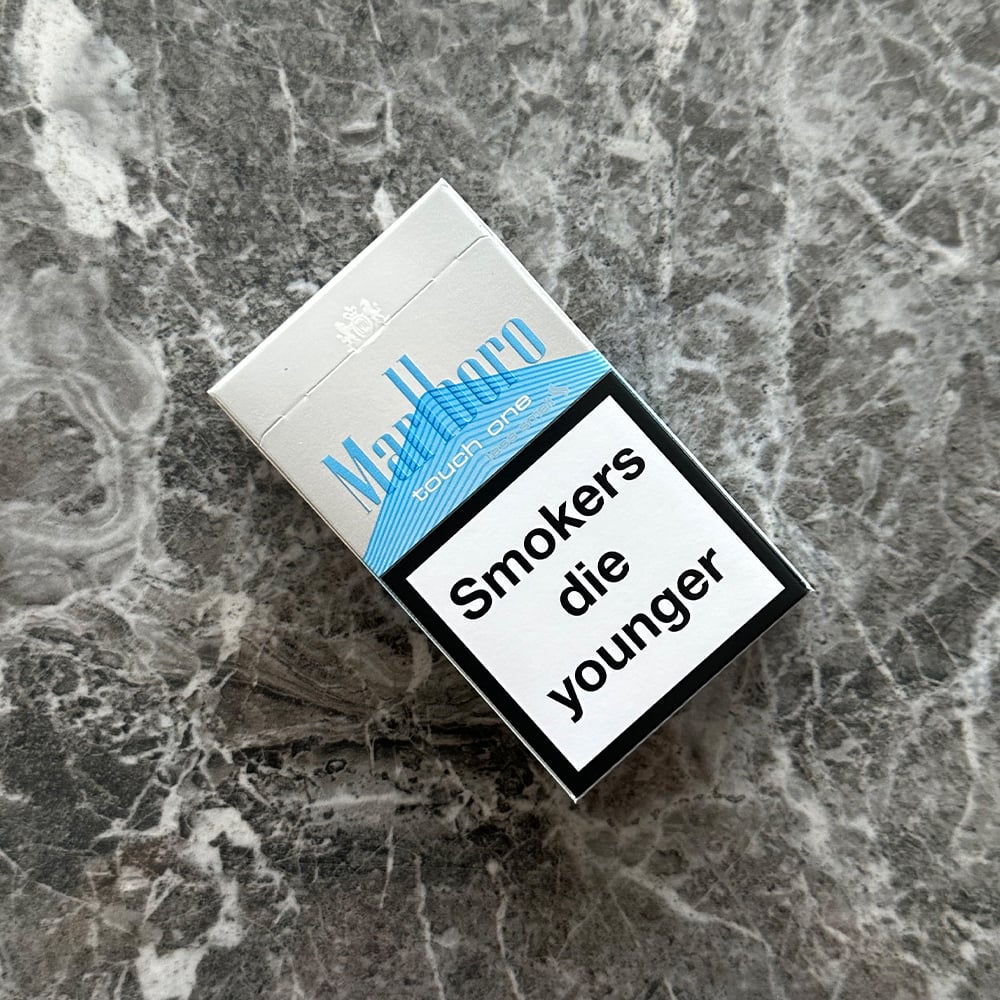 Marlboro
touch one
Smokers
die
younger